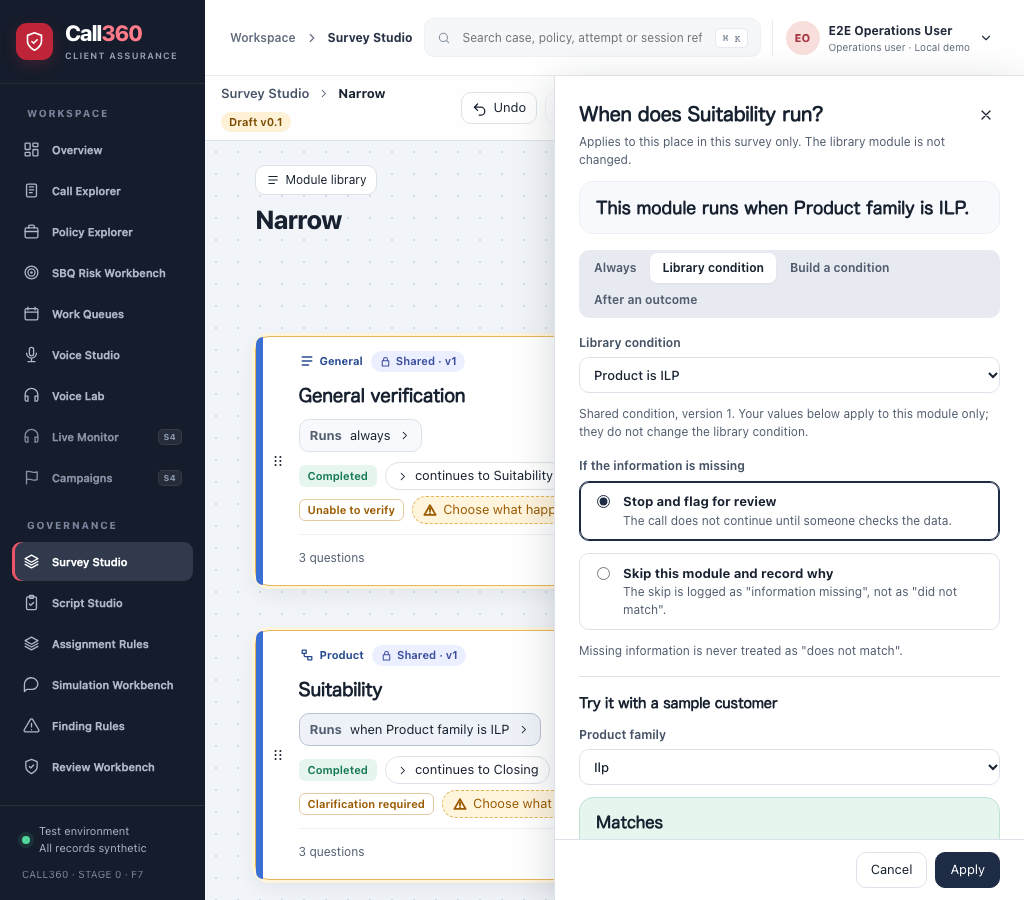 Call360
CLIENT ASSURANCE
WORKSPACE
Overview
Call Explorer
Policy Explorer
SBQ Risk Workbench
Work Queues
Voice Studio
Voice Lab
Live Monitor S4
Campaigns S4
GOVERNANCE
Survey Studio
Script Studio
Assignment Rules
Simulation Workbench
Finding Rules
Review Workbench
Test environment
All records synthetic
CALL360 · STAGE 0 · F7
Workspace > Survey Studio
Search case, policy, attempt or session ref ⌘ K
EO
E2E Operations User
Operations user · Local demo
Survey Studio > Narrow
Draft v0.1
Undo
Module library
Narrow
General Shared · v1
General verification
Runs always >
Completed > continues to Suitability
Unable to verify Choose what happ
3 questions
Product Shared · v1
Suitability
Runs when Product family is ILP >
Completed > continues to Closing
Clarification required Choose what
3 questions
When does Suitability run?
Applies to this place in this survey only. The library module is not
changed.
This module runs when Product family is ILP.
Always Library condition Build a condition
After an outcome
Library condition
Product is ILP
Shared condition, version 1. Your values below apply to this module only;
they do not change the library condition.
If the information is missing
Stop and flag for review
The call does not continue until someone checks the data.
Skip this module and record why
The skip is logged as "information missing", not as "did not
match".
Missing information is never treated as "does not match".
Try it with a sample customer
Product family
Ilp
Matches
Cancel Apply